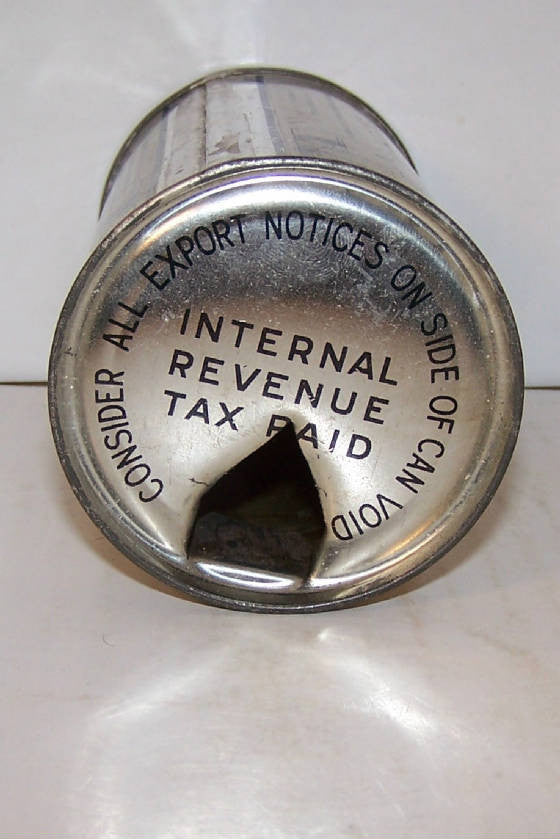 CONSIDER ALL EXPORT NOTICES ON SIDE OF CAN VOID
INTERNAL
REVENUE
TAX PAID